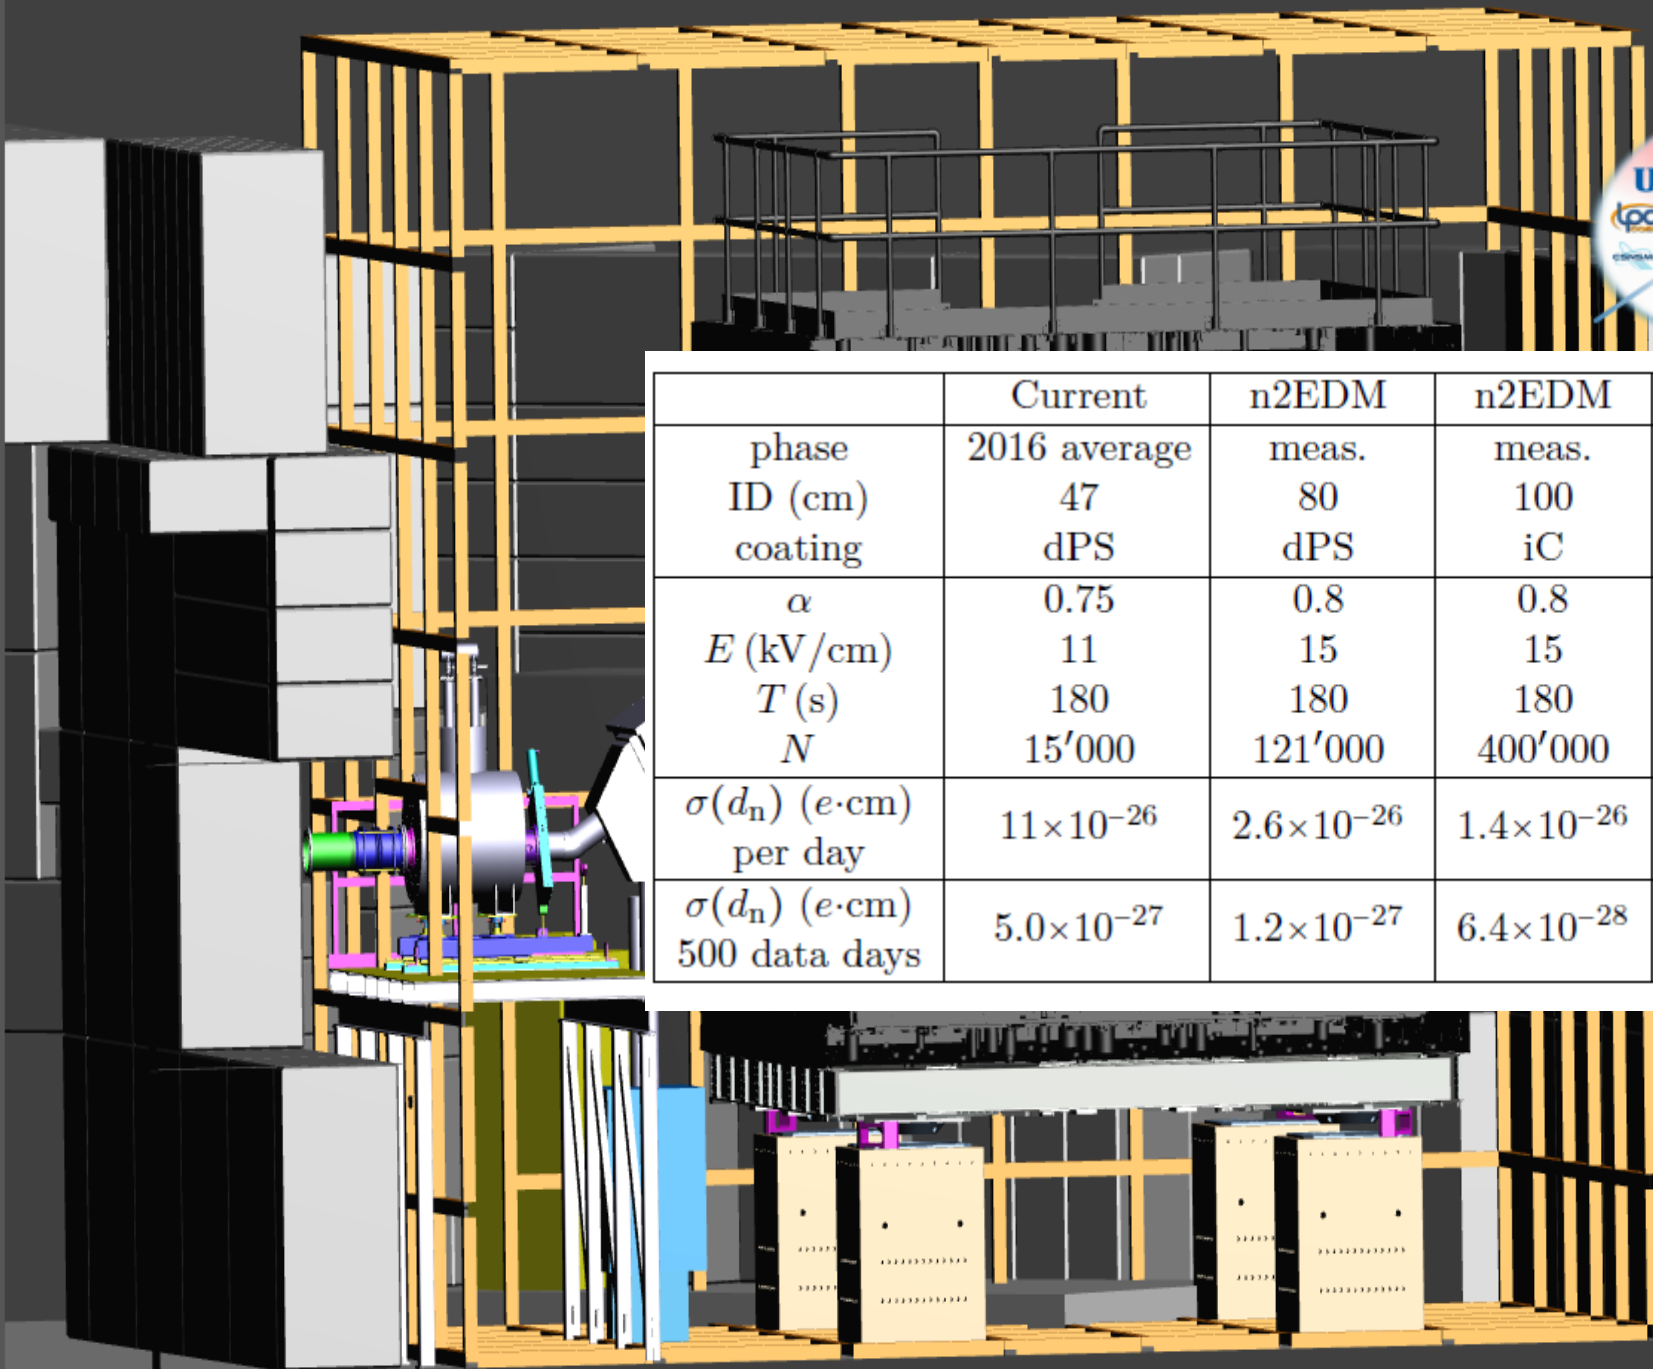 Current n2EDM n2EDM
phase 2016 average meas. meas.
ID (cm) 47 80 100
coating dPS dPS iC
α 0.75 0.8 0.8
E (kV/cm) 11 15 15
T (s) 180 180 180
N 15′000 121′000 400′000
σ(dₙ) (e·cm) per day 11×10⁻²⁶ 2.6×10⁻²⁶ 1.4×10⁻²⁶
σ(dₙ) (e·cm) 500 data days 5.0×10⁻²⁷ 1.2×10⁻²⁷ 6.4×10⁻²⁸